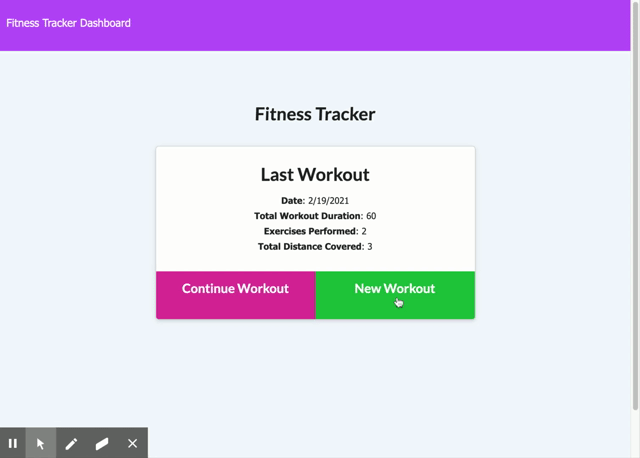 Fitness Tracker Dashboard
Fitness Tracker
Last Workout
Date: 2/19/2021
Total Workout Duration: 60
Exercises Performed: 2
Total Distance Covered: 3
Continue Workout
New Workout